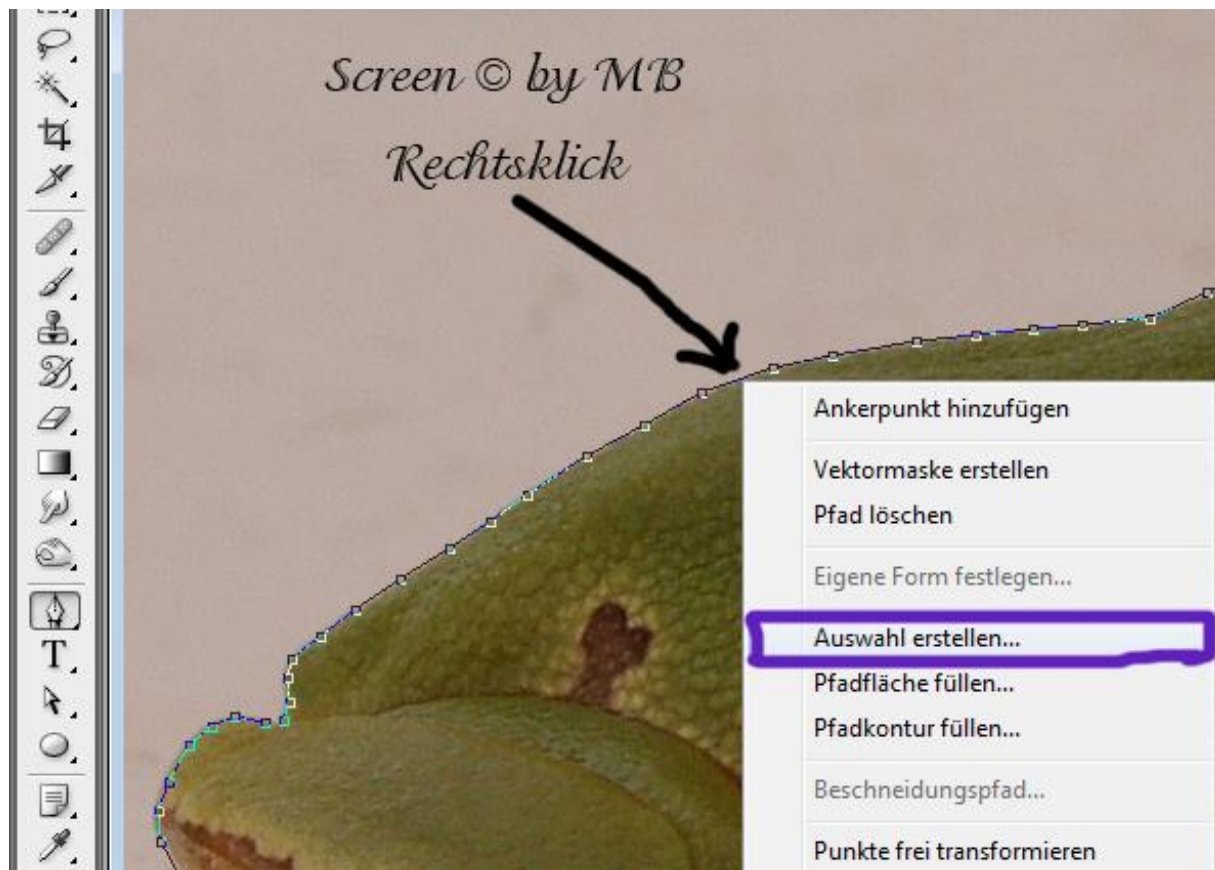 Screen © by MB
Rechtsklick
Ankerpunkt hinzufügen
Vektormaske erstellen
Pfad löschen
Eigene Form festlegen...
Auswahl erstellen...
Pfadfläche füllen...
Pfadkontur füllen...
Beschneidungspfad...
Punkte frei transformieren
T